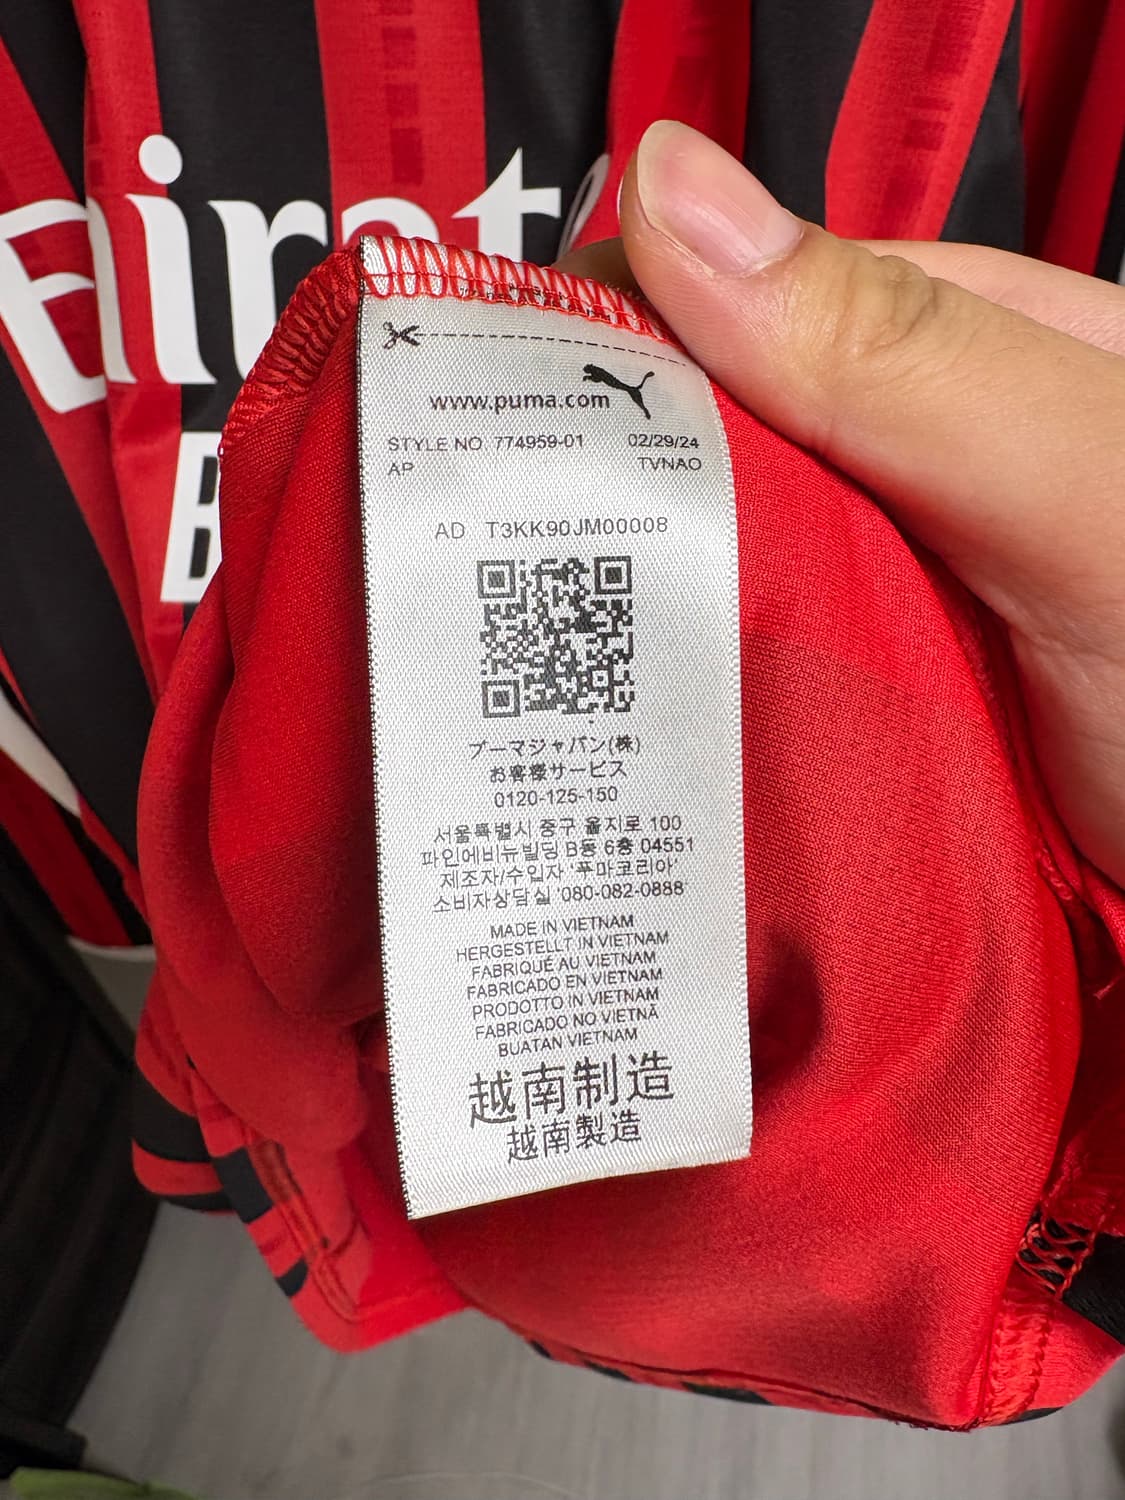 Emirate
B
www.puma.com
STYLE NO 774959-01 02/29/24
AP TVNAO
AD T3KK90JM00008
プーマジャパン(株)
お客様サービス
0120-125-150
서울특별시 중구 을지로 100
파인에비뉴빌딩 B동 6층 04551
제조자/수입자 '푸마코리아'
소비자상담실 '080-082-0888'
MADE IN VIETNAM
HERGESTELLT IN VIETNAM
FABRIQUÉ AU VIETNAM
FABRICADO EN VIETNAM
PRODOTTO IN VIETNAM
FABRICADO NO VIETNÃ
BUATAN VIETNAM
越南制造
越南製造